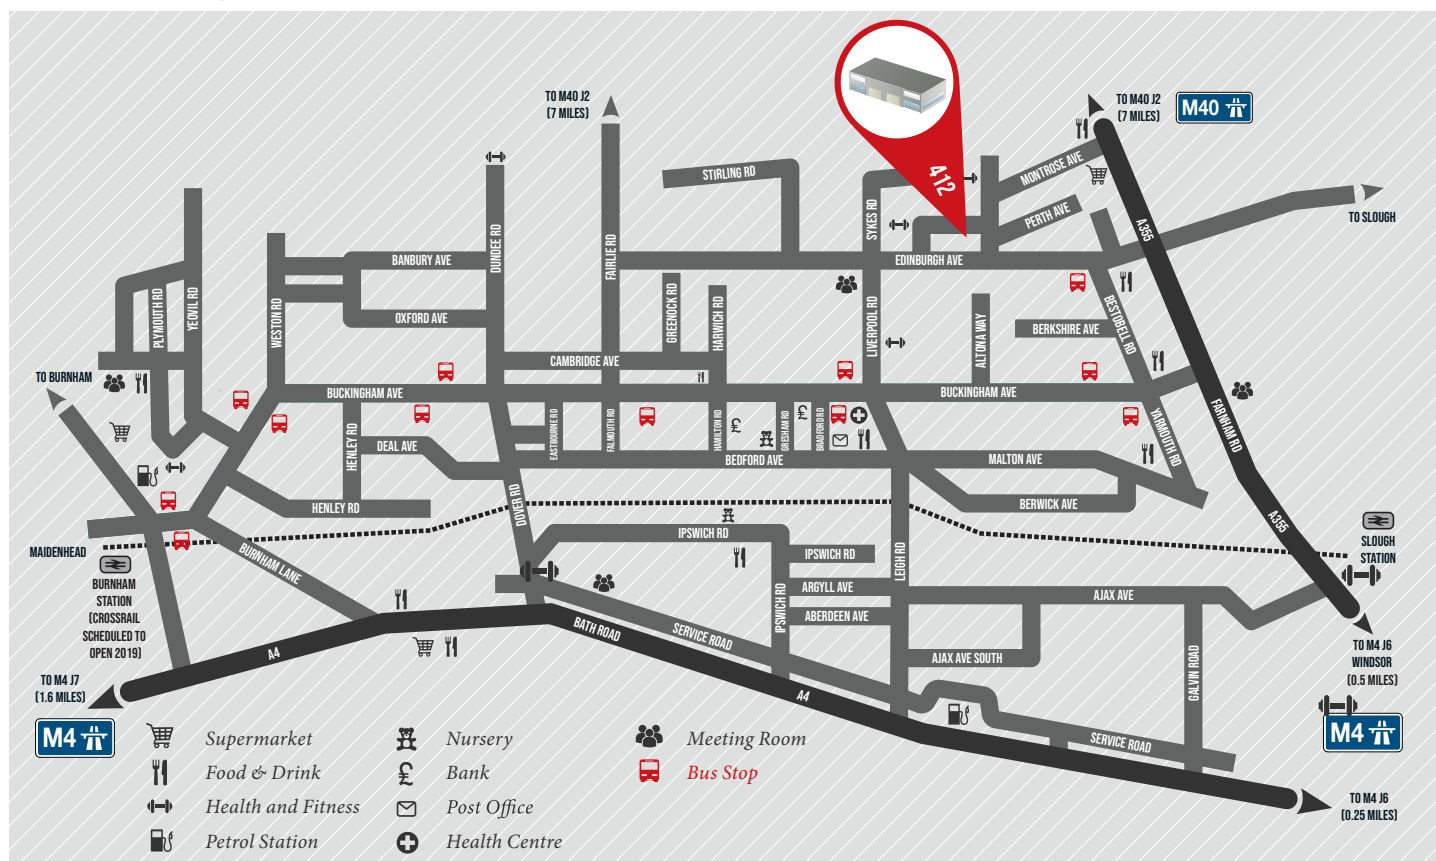 TO M40 J2
(7 MILES)
TO M40 J2
(7 MILES)
M40
412
STIRLING RD
MONTROSE AVE
PERTH AVE
SYKES RD
A355
TO SLOUGH
DUNDEE RD
FAIRLIE RD
BANBURY AVE
EDINBURGH AVE
PLYMOUTH RD
YEOVIL RD
WESTON RD
OXFORD AVE
GREENOCK RD
HARWICH RD
LIVERPOOL RD
ALTONA WAY
BERKSHIRE AVE
BESTOBELL RD
CAMBRIDGE AVE
TO BURNHAM
BUCKINGHAM AVE
BUCKINGHAM AVE
FARNHAM RD
HENLEY RD
DEAL AVE
EASTBOURNE RD
FALMOUTH RD
HAMILTON RD
GRESHAM RD
BRADFORD RD
YARMOUTH RD
BEDFORD AVE
MALTON AVE
HENLEY RD
DOVER RD
BERWICK AVE
A355
IPSWICH RD
SLOUGH
STATION
MAIDENHEAD
BURNHAM LANE
IPSWICH RD
LEIGH RD
BURNHAM
STATION
(CROSSRAIL
SCHEDULED TO
OPEN 2019)
ARGYLL AVE
AJAX AVE
IPSWICH RD
ABERDEEN AVE
BATH ROAD
SERVICE ROAD
A4
AJAX AVE SOUTH
GALVIN ROAD
TO M4 J6
WINDSOR
(0.5 MILES)
TO M4 J7
(1.6 MILES)
A4
M4
M4
SERVICE ROAD
TO M4 J6
(0.25 MILES)
Supermarket
Nursery
Meeting Room
Food & Drink
Bank
Bus Stop
Health and Fitness
Post Office
Petrol Station
Health Centre